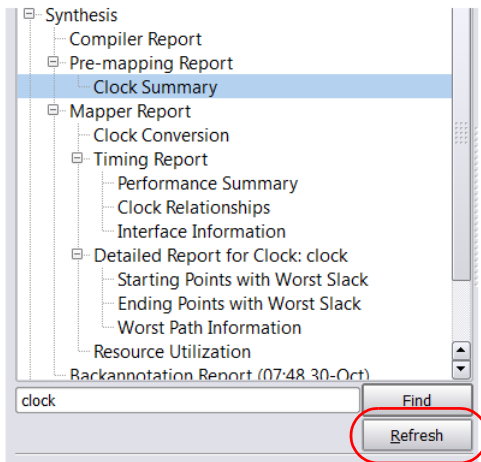 Synthesis
Compiler Report
Pre-mapping Report
Clock Summary
Mapper Report
Clock Conversion
Timing Report
Performance Summary
Clock Relationships
Interface Information
Detailed Report for Clock: clock
Starting Points with Worst Slack
Ending Points with Worst Slack
Worst Path Information
Resource Utilization
Backannotation Report (07:48 30-Oct)
clock Find
Refresh